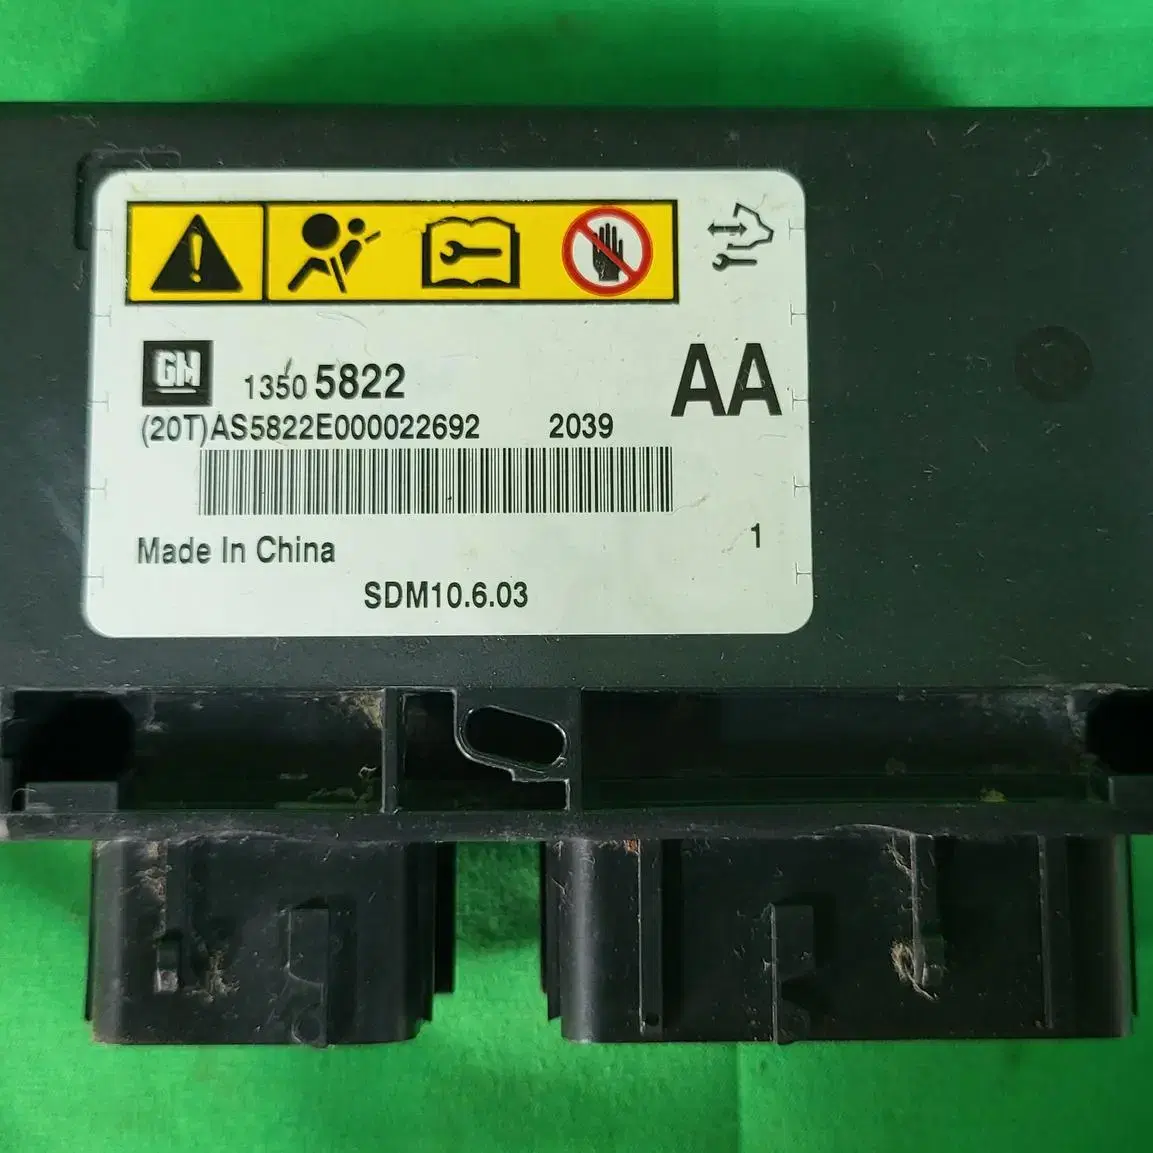 GM 1350 5822 AA
(20T)AS5822E000022692 2039
Made In China 1
SDM10.6.03